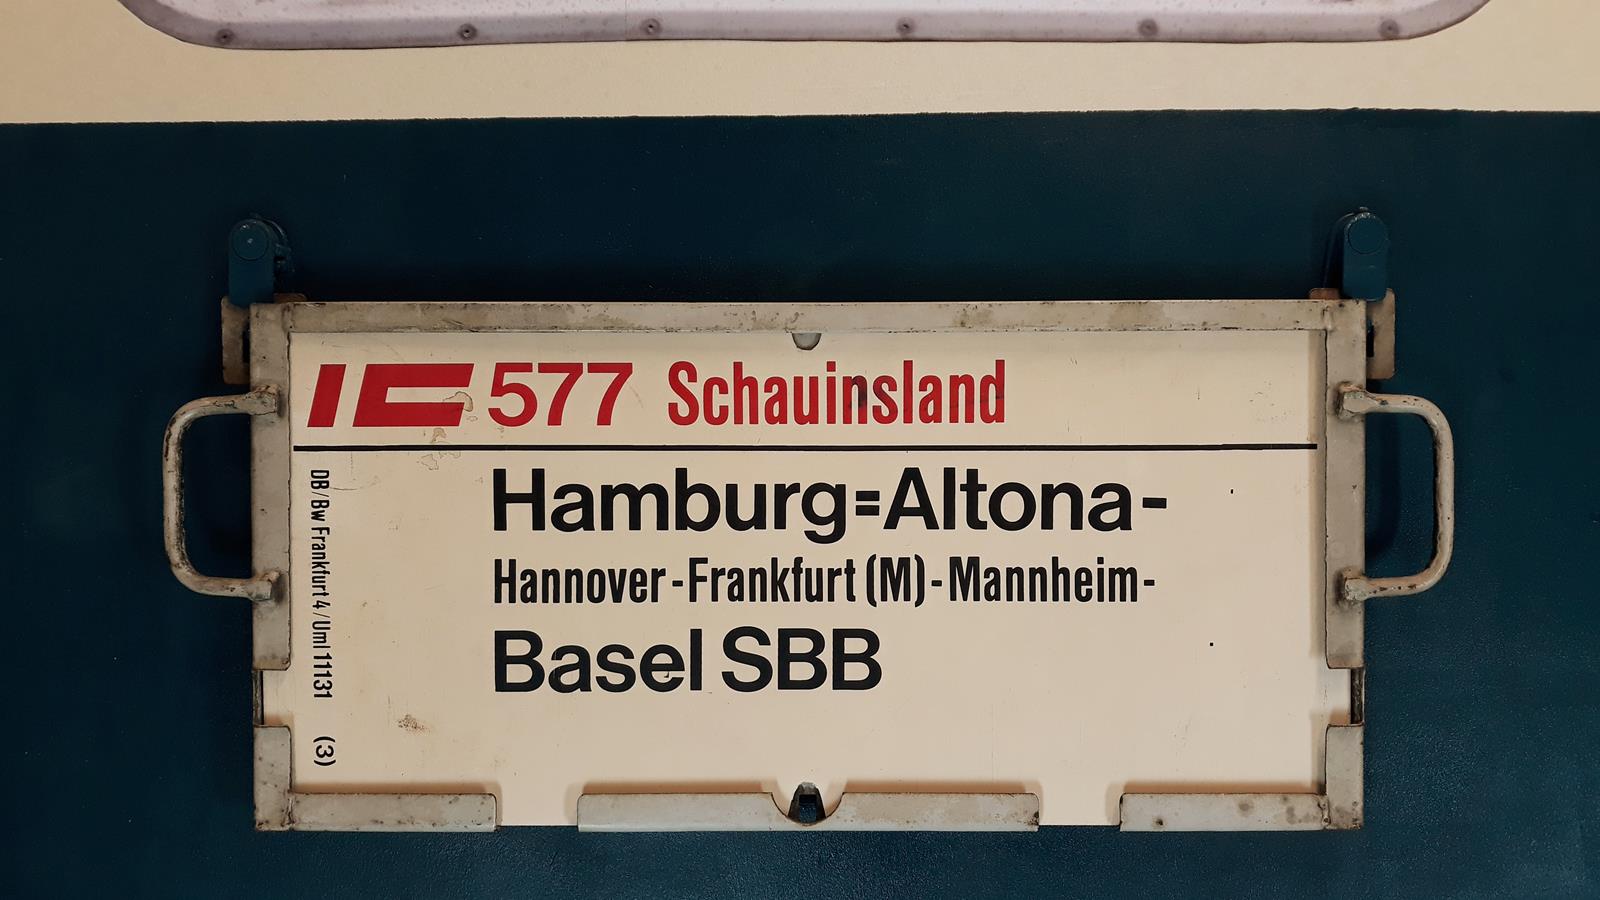 IC 577 Schauinsland
Hamburg=Altona-
Hannover-Frankfurt (M)-Mannheim-
Basel SBB
DB/Bw Frankfurt 4/Uml 11131 (3)